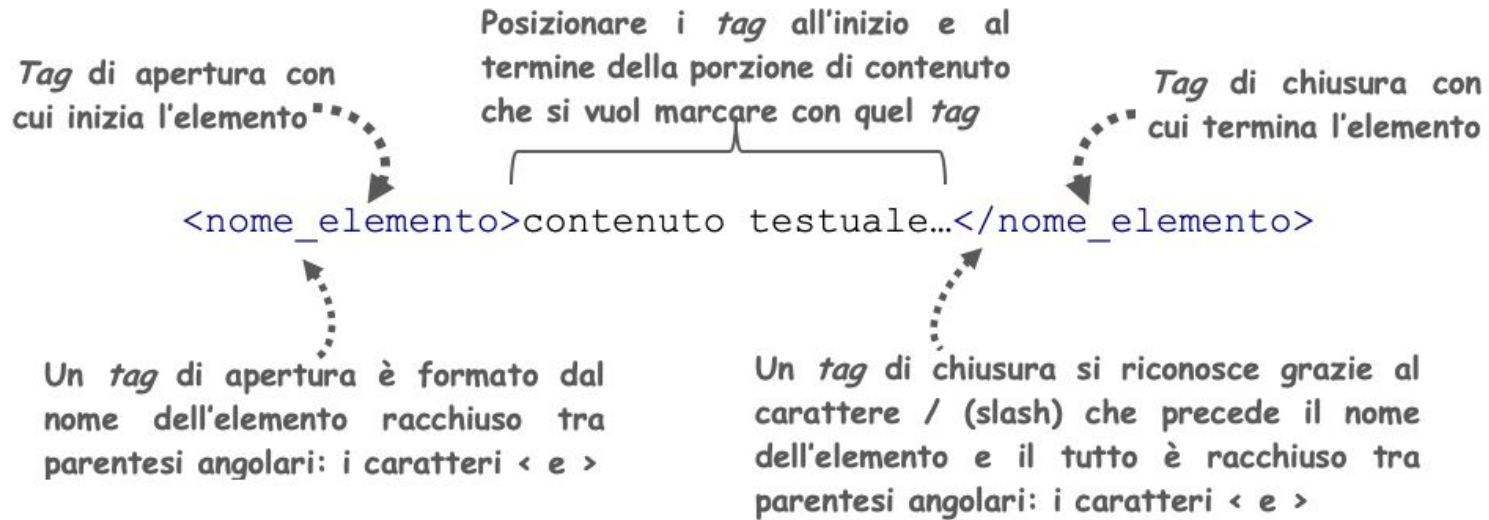 Posizionare i tag all'inizio e al
termine della porzione di contenuto
che si vuol marcare con quel tag
Tag di apertura con
cui inizia l'elemento
Tag di chiusura con
cui termina l'elemento
<nome_elemento>contenuto testuale…</nome_elemento>
Un tag di apertura è formato dal
nome dell'elemento racchiuso tra
parentesi angolari: i caratteri < e >
Un tag di chiusura si riconosce grazie al
carattere / (slash) che precede il nome
dell'elemento e il tutto è racchiuso tra
parentesi angolari: i caratteri < e >